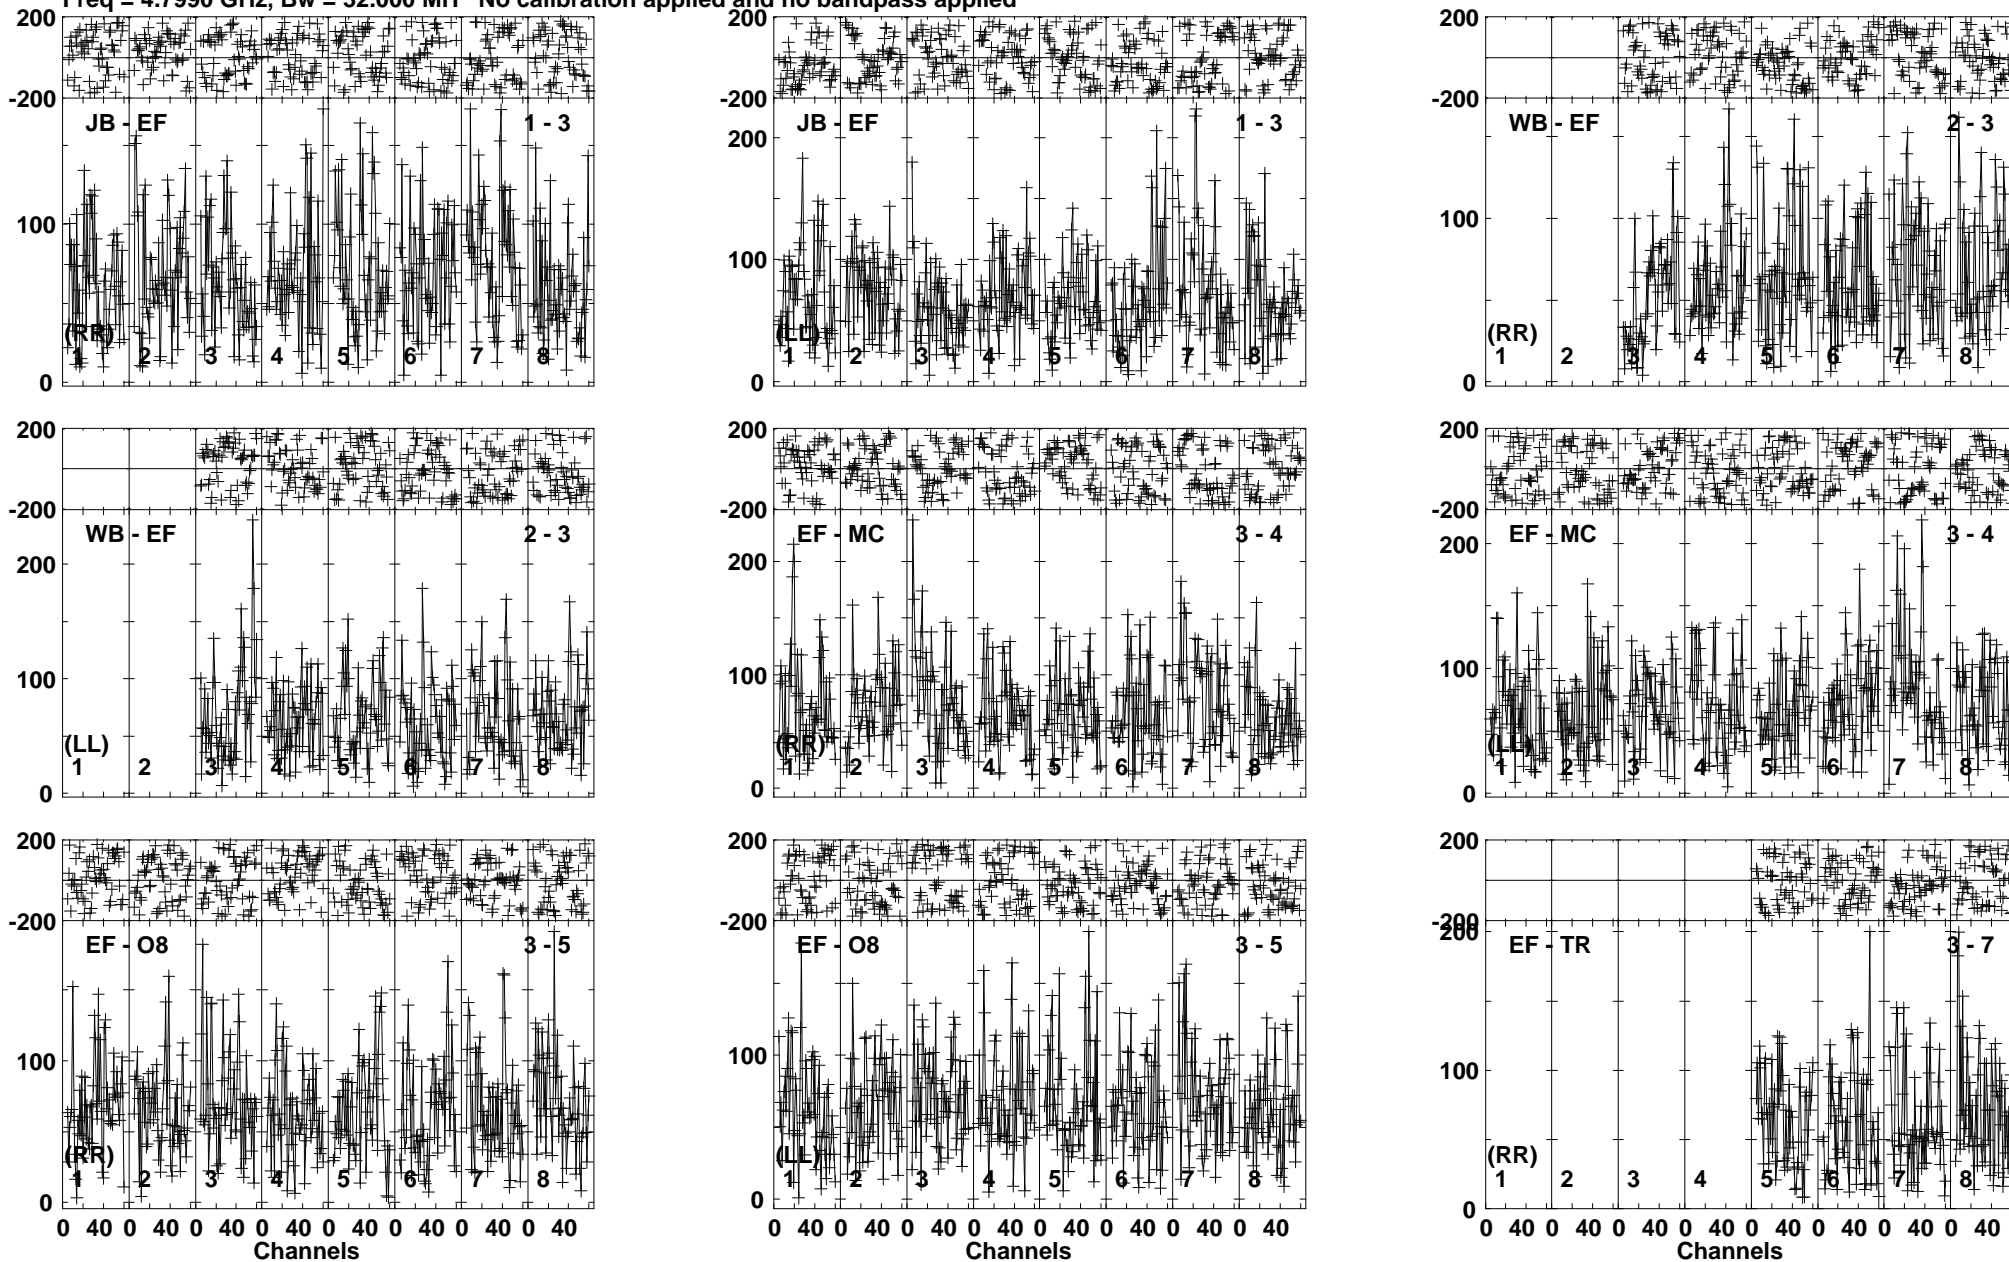 Freq = 4.7990 GHz, Bw = 32.000 MH No calibration applied and no bandpass applied
200 200 200
-200 -200 -200
JB - EF 1 - 3 JB - EF 1 - 3 WB - EF 2 - 3
200
100 100 100
(RR) (LL) (RR)
1 2 3 4 5 6 7 8 1 2 3 4 5 6 7 8 1 2 3 4 5 6 7 8
0 0 0
200 200 200
-200 -200 -200
WB - EF 2 - 3 EF - MC 3 - 4 EF - MC 3 - 4
200 200 200
100 100 100
(LL) (RR) (LL)
1 2 3 4 5 6 7 8 1 2 3 4 5 6 7 8 1 2 3 4 5 6 7 8
0 0 0
200 200 200
-200 -200 -200
200
EF - O8 3 - 5 EF - O8 3 - 5 EF - TR 3 - 7
100 100 100
(RR) (LL) (RR)
1 2 3 4 5 6 7 8 1 2 3 4 5 6 7 8 1 2 3 4 5 6 7 8
0 0 0
0 40 0 40 0 40 0 40 0 40 0 40 0 40 0 40 0 40 0 40 0 40 0 40 0 40 0 40 0 40 0 40 0 40 0 40 0 40 0 40 0 40 0 40 0 40 0 40
Channels Channels Channels